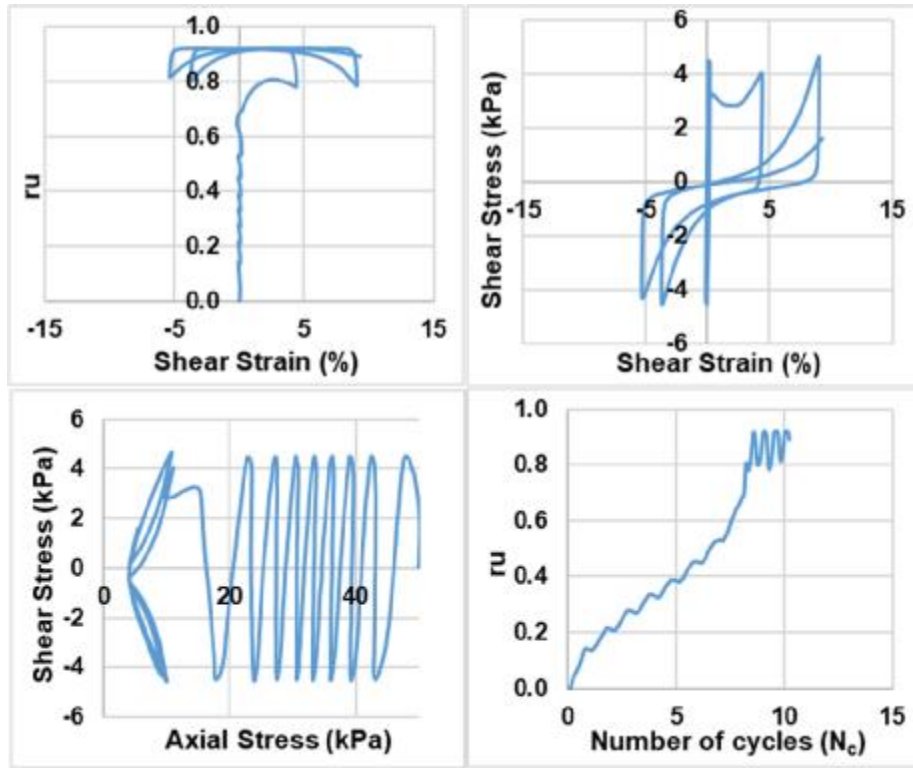 1.0
0.8
0.6
0.4
0.2
0.0
ru
-15 -5 5 15
Shear Strain (%)
6
4
2
0
-2
-4
-6
Shear Stress (kPa)
-15 -5 5 15
Shear Strain (%)
6
4
2
0
-2
-4
-6
Shear Stress (kPa)
0 20 40
Axial Stress (kPa)
1.0
0.8
0.6
0.4
0.2
0.0
ru
0 5 10 15
Number of cycles (Nc)